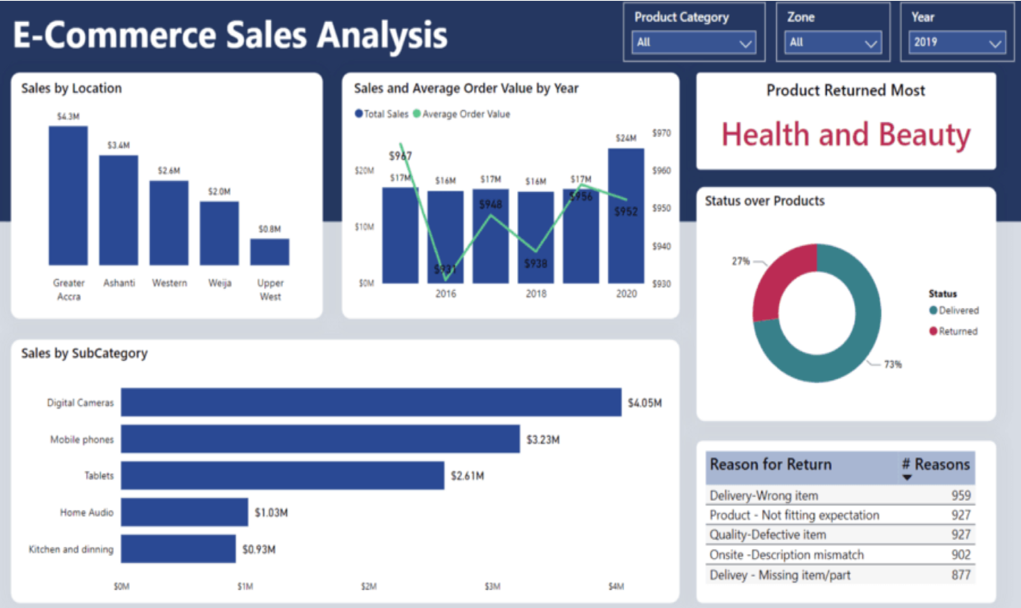 E-Commerce Sales Analysis
Product Category
All
Zone
All
Year
2019
Sales by Location
$4.3M
$3.4M
$2.6M
$2.0M
$0.8M
Greater Accra
Ashanti
Western
Weija
Upper West
Sales and Average Order Value by Year
Total Sales
Average Order Value
$20M
$10M
$0M
$17M
$16M
$17M
$16M
$17M
$24M
$967
$931
$948
$938
$956
$952
$970
$960
$950
$940
$930
2016
2018
2020
Product Returned Most
Health and Beauty
Status over Products
27%
73%
Status
Delivered
Returned
Sales by SubCategory
Digital Cameras $4.05M
Mobile phones $3.23M
Tablets $2.61M
Home Audio $1.03M
Kitchen and dinning $0.93M
$0M $1M $2M $3M $4M
Reason for Return # Reasons
Delivery-Wrong item 959
Product - Not fitting expectation 927
Quality-Defective item 927
Onsite -Description mismatch 902
Delivey - Missing item/part 877